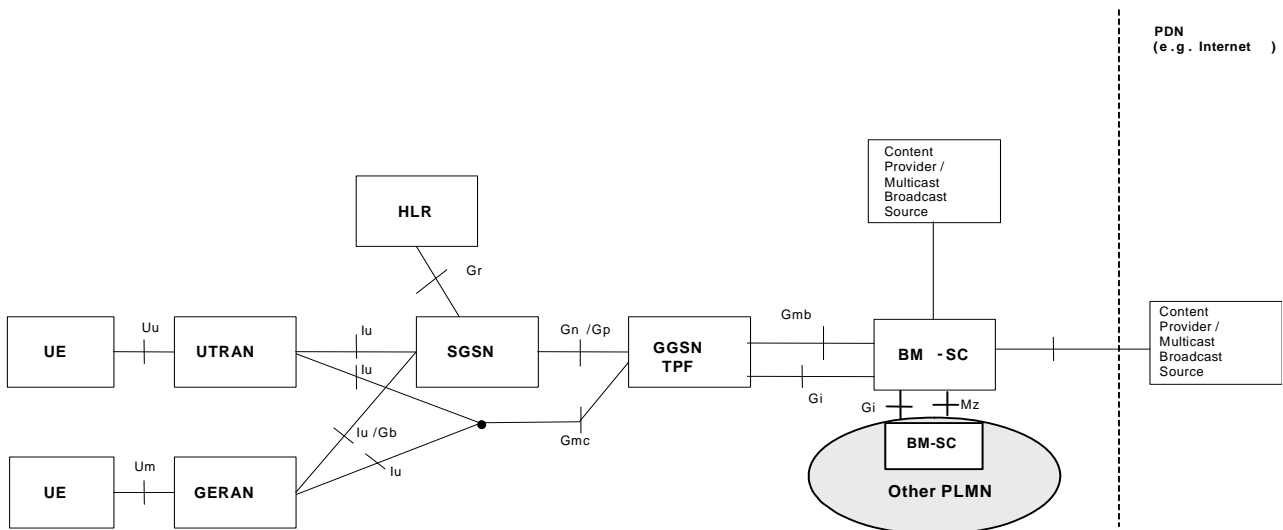 PDN
(e.g. Internet )
Content
Provider /
Multicast
Broadcast
Source
HLR
Gr
UE
Uu
UTRAN
Iu
Iu
SGSN
Gn /Gp
GGSN
TPF
Gmb
Gi
BM -SC
Content
Provider /
Multicast
Broadcast
Source
Gi
Mz
Iu /Gb
Iu
Gmc
BM-SC
Other PLMN
UE
Um
GERAN